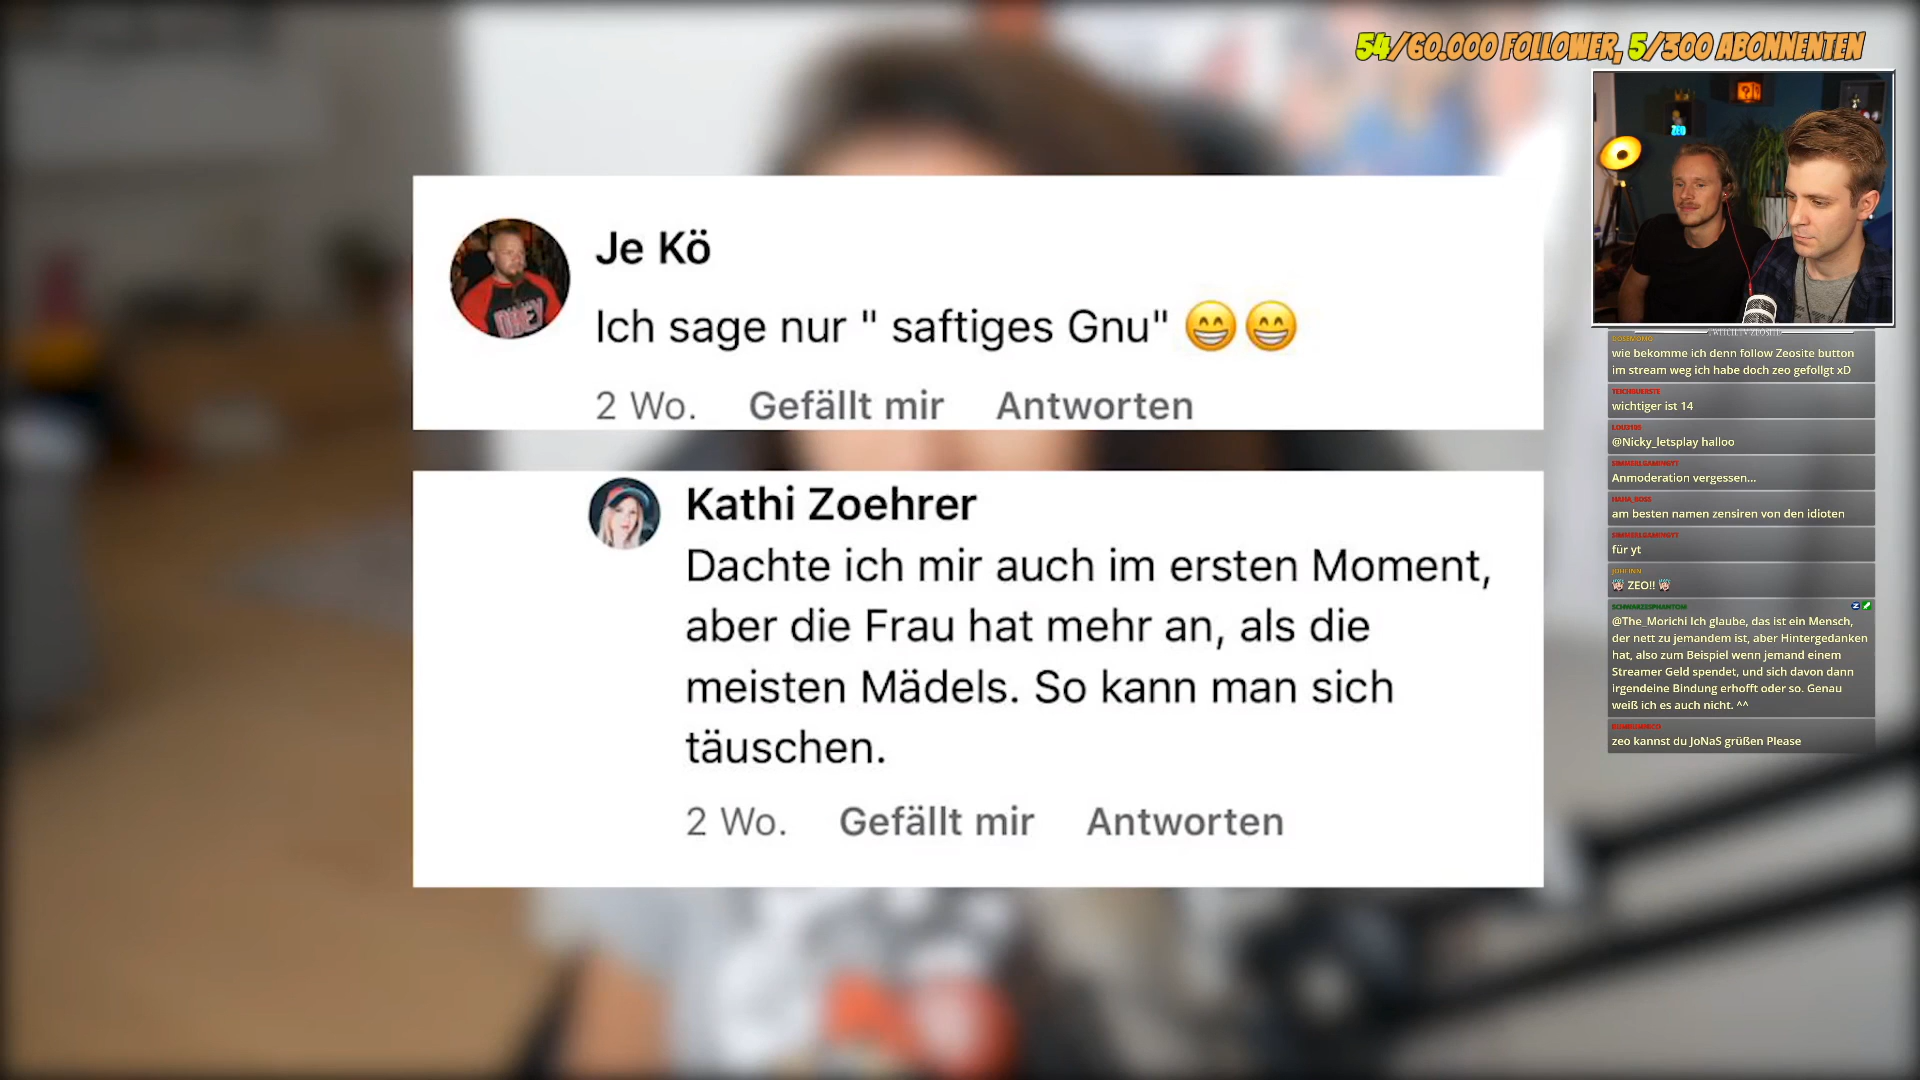 54/60.000 FOLLOWER, 5/300 ABONNENTEN
ZEO
Je Kö
Ich sage nur " saftiges Gnu" 😁😁
2 Wo. Gefällt mir Antworten
Kathi Zoehrer
Dachte ich mir auch im ersten Moment,
aber die Frau hat mehr an, als die
meisten Mädels. So kann man sich
täuschen.
2 Wo. Gefällt mir Antworten
wie bekomme ich denn follow Zeosite button
im stream weg ich habe doch zeo gefollgt xD
wichtiger ist 14
@Nicky_letsplay halloo
Anmoderation vergessen...
am besten namen zensiren von den idioten
für yt
ZEO!!
SCHWARZESPHANTOM
@The_Morichi Ich glaube, das ist ein Mensch,
der nett zu jemandem ist, aber Hintergedanken
hat, also zum Beispiel wenn jemand einem
Streamer Geld spendet, und sich davon dann
irgendeine Bindung erhofft oder so. Genau
weiß ich es auch nicht. ^^
zeo kannst du JoNaS grüßen Please